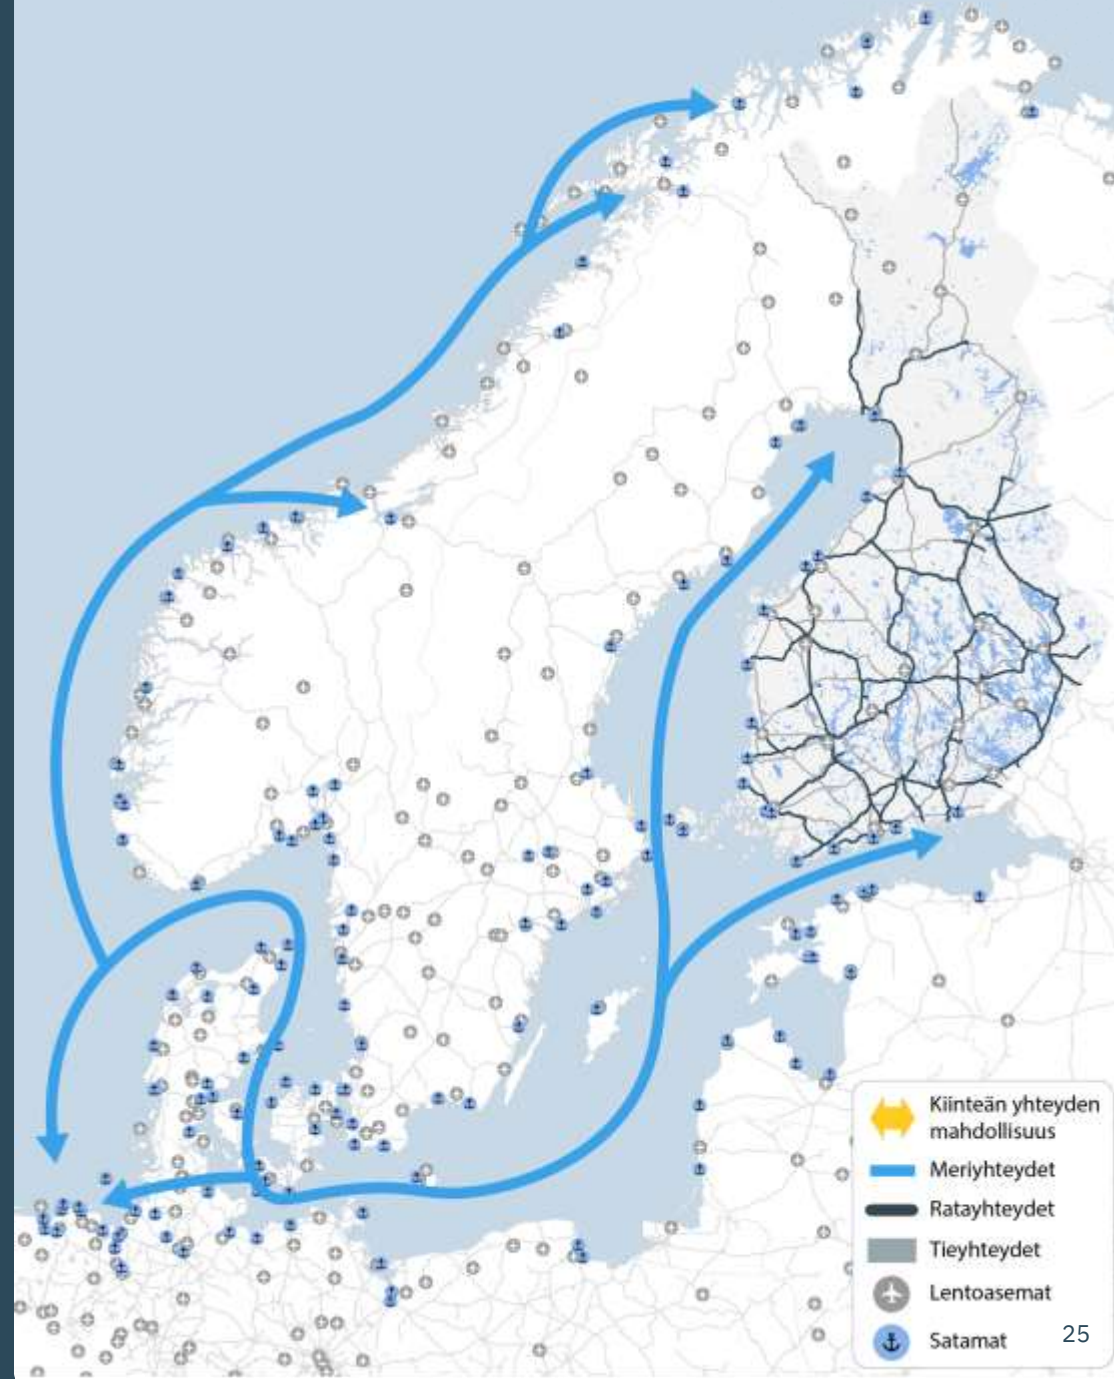 Kiinteän yhteyden
mahdollisuus
Meriyhteydet
Ratayhteydet
Tieyhteydet
Lentoasemat
Satamat
25